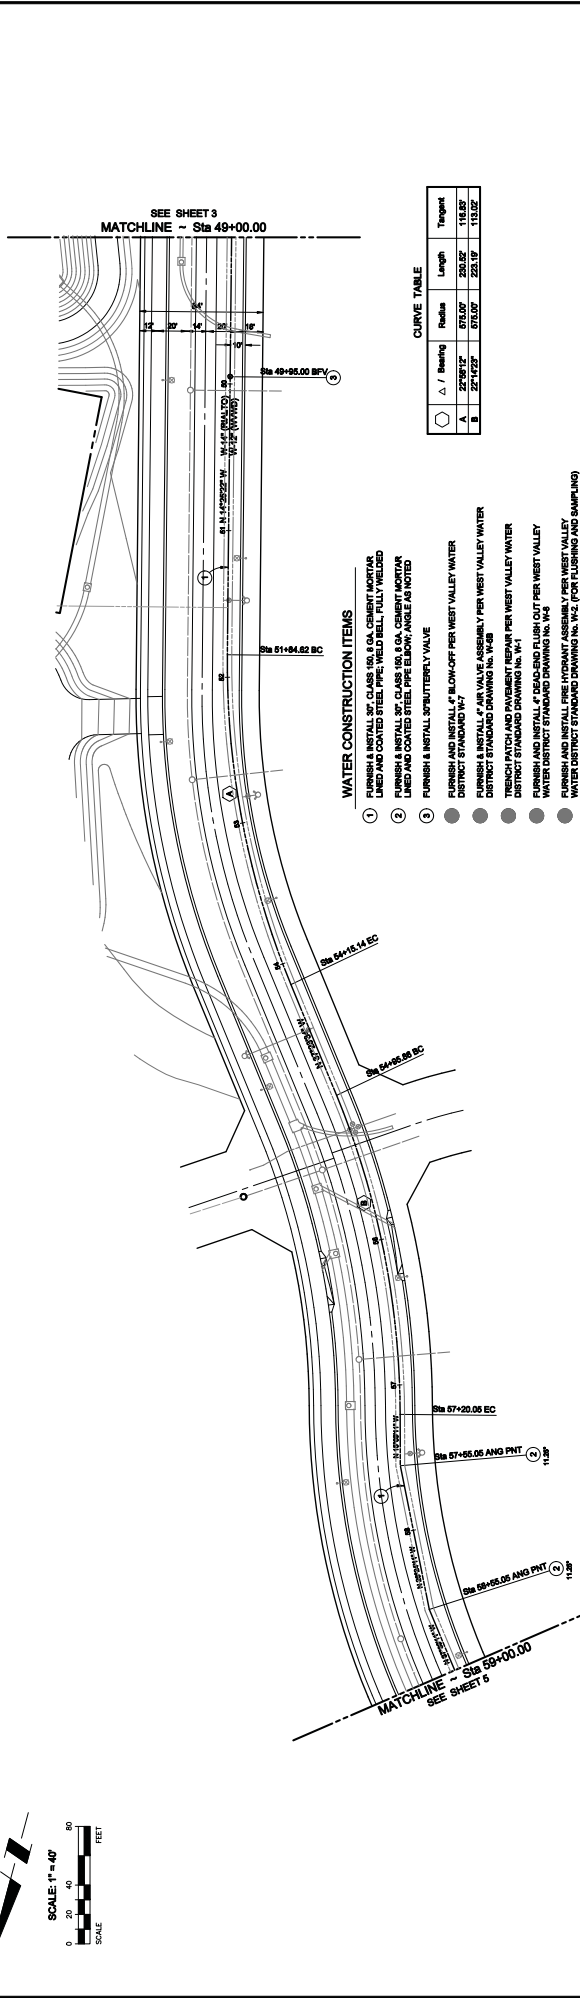 SEE SHEET 3
MATCHLINE ~ Sta 49+00.00
12'
20'
14'
20'
16'
10'
Sta 49+95.00 BFV
3
50
W-14" (RIALTO)
W-12" (WVWD)
51
1
Sta 51+84.62 BC
52
A
53
Sta 54+15.14 EC
54
Sta 54+96.86 BC
B
56
57
Sta 57+20.05 EC
Sta 57+55.05 ANG PNT
2
11.25°
1
58
Sta 58+55.05 ANG PNT
2
11.25°
MATCHLINE ~ Sta 59+00.00
SEE SHEET 5
CURVE TABLE
△ / Bearing Radius Length Tangent
A 22°58'12" 575.00' 230.52' 116.83'
B 22°14'23" 575.00' 223.19' 113.02'
WATER CONSTRUCTION ITEMS
1 FURNISH & INSTALL 30", CLASS 150, 8 GA. CEMENT MORTAR
LINED AND COATED STEEL PIPE; WELD BELL, FULLY WELDED
2 FURNISH & INSTALL 30", CLASS 150, 8 GA. CEMENT MORTAR
LINED AND COATED STEEL PIPE ELBOW; ANGLE AS NOTED
3 FURNISH & INSTALL 30"BUTTERFLY VALVE
FURNISH AND INSTALL 4" BLOW-OFF PER WEST VALLEY WATER
DISTRICT STANDARD W-7
FURNISH & INSTALL 4" AIR VALVE ASSEMBLY PER WEST VALLEY WATER
DISTRICT STANDARD DRAWING No. W-6B
TRENCH PATCH AND PAVEMENT REPAIR PER WEST VALLEY WATER
DISTRICT STANDARD DRAWING No. W-1
FURNISH AND INSTALL 4" DEAD-END FLUSH OUT PER WEST VALLEY
WATER DISTRICT STANDARD DRAWING No. W-8
FURNISH AND INSTALL FIRE HYDRANT ASSEMBLY PER WEST VALLEY
WATER DISTRICT STANDARD DRAWING No. W-2. (FOR FLUSHING AND SAMPLING)
SCALE: 1" = 40'
0 20 40 80
SCALE FEET